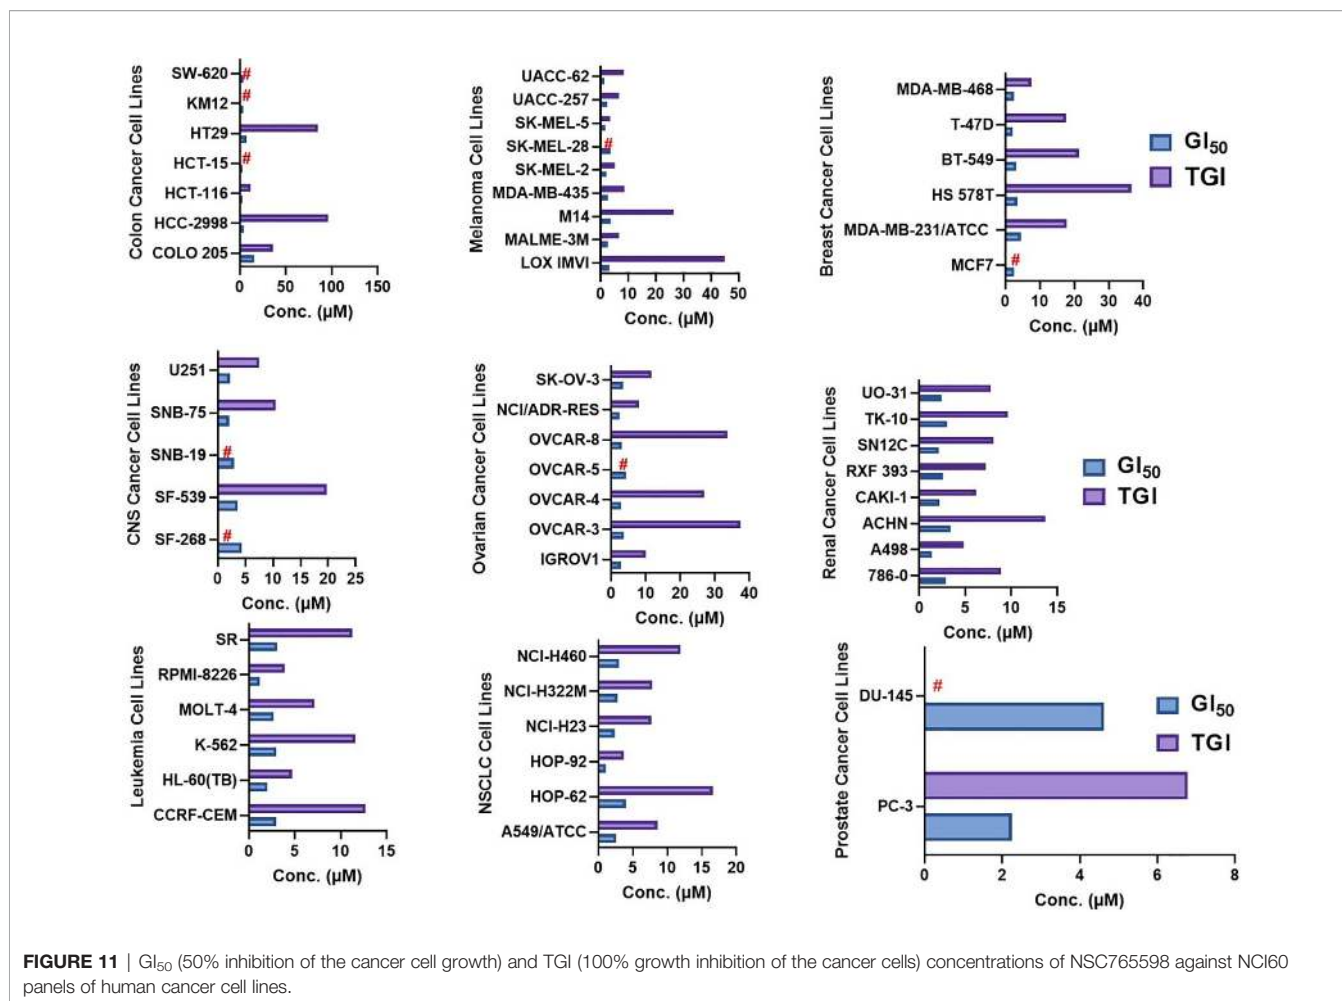 Colon Cancer Cell Lines
SW-620
#
KM12
#
HT29
HCT-15
#
HCT-116
HCC-2998
COLO 205
0 50 100 150
Conc. (µM)
Melanoma Cell Lines
UACC-62
UACC-257
SK-MEL-5
SK-MEL-28
#
SK-MEL-2
MDA-MB-435
M14
MALME-3M
LOX IMVI
0 10 20 30 40 50
Conc. (µM)
Breast Cancer Cell Lines
MDA-MB-468
T-47D
BT-549
HS 578T
MDA-MB-231/ATCC
MCF7
#
0 10 20 30 40
Conc. (µM)
GI50
TGI
CNS Cancer Cell Lines
U251
SNB-75
SNB-19
#
SF-539
SF-268
#
0 5 10 15 20 25
Conc. (µM)
Ovarian Cancer Cell Lines
SK-OV-3
NCI/ADR-RES
OVCAR-8
OVCAR-5
#
OVCAR-4
OVCAR-3
IGROV1
0 10 20 30 40
Conc. (µM)
Renal Cancer Cell Lines
UO-31
TK-10
SN12C
RXF 393
CAKI-1
ACHN
A498
786-0
0 5 10 15
Conc. (µM)
GI50
TGI
Leukemia Cell Lines
SR
RPMI-8226
MOLT-4
K-562
HL-60(TB)
CCRF-CEM
0 5 10 15
Conc. (µM)
NSCLC Cell Lines
NCI-H460
NCI-H322M
NCI-H23
HOP-92
HOP-62
A549/ATCC
0 5 10 15 20
Conc. (µM)
Prostate Cancer Cell Lines
DU-145
#
PC-3
0 2 4 6 8
Conc. (µM)
GI50
TGI
FIGURE 11 | GI50 (50% inhibition of the cancer cell growth) and TGI (100% growth inhibition of the cancer cells) concentrations of NSC765598 against NCI60
panels of human cancer cell lines.